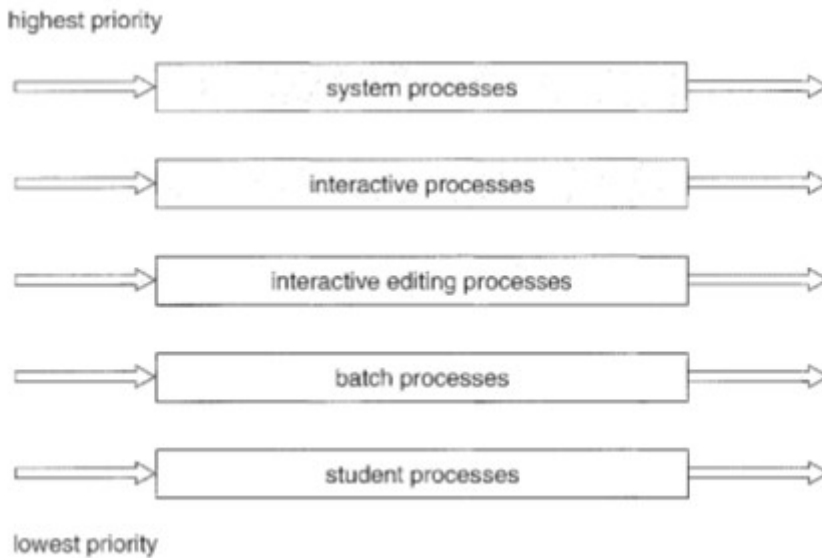 highest priority
system processes
interactive processes
interactive editing processes
batch processes
student processes
lowest priority